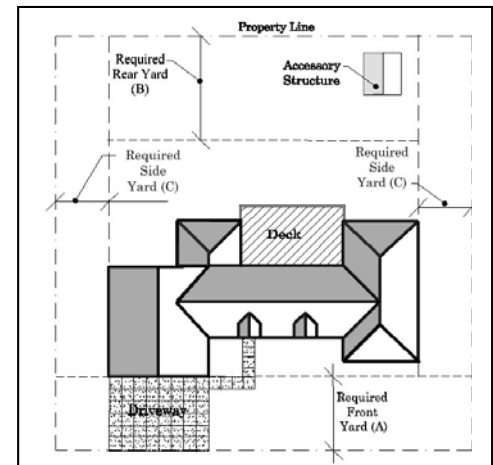 Property Line
Required
Rear Yard
(B)
Accessory
Structure
Required
Side
Yard (C)
Required
Side
Yard (C)
Deck
Driveway
Required
Front
Yard (A)